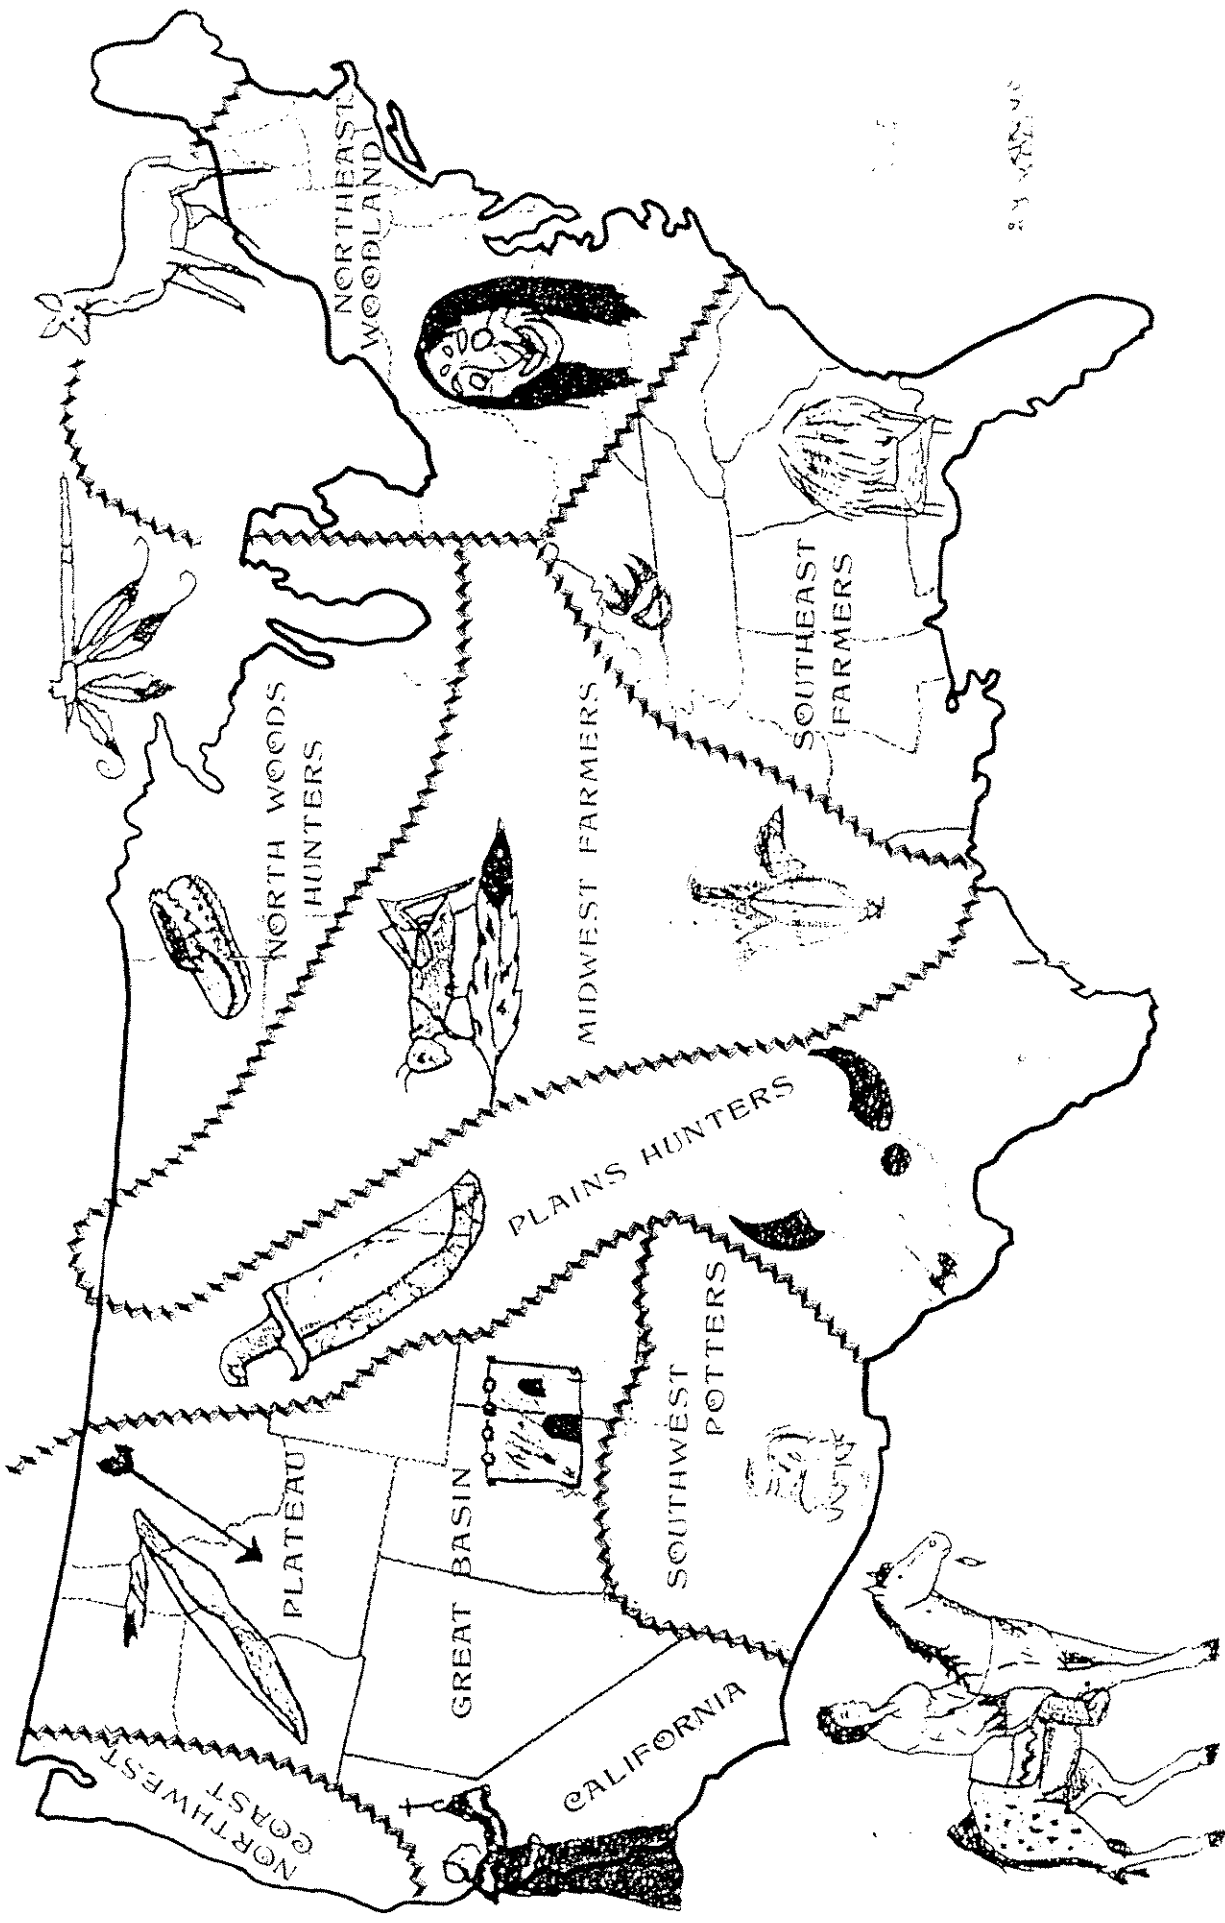 NORTHWEST
COAST
PLATEAU
GREAT BASIN
CALIFORNIA
SOUTHWEST
POTTERS
PLAINS HUNTERS
NORTH WOODS
HUNTERS
MIDWEST FARMERS
SOUTHEAST
FARMERS
NORTHEAST
WOODLAND